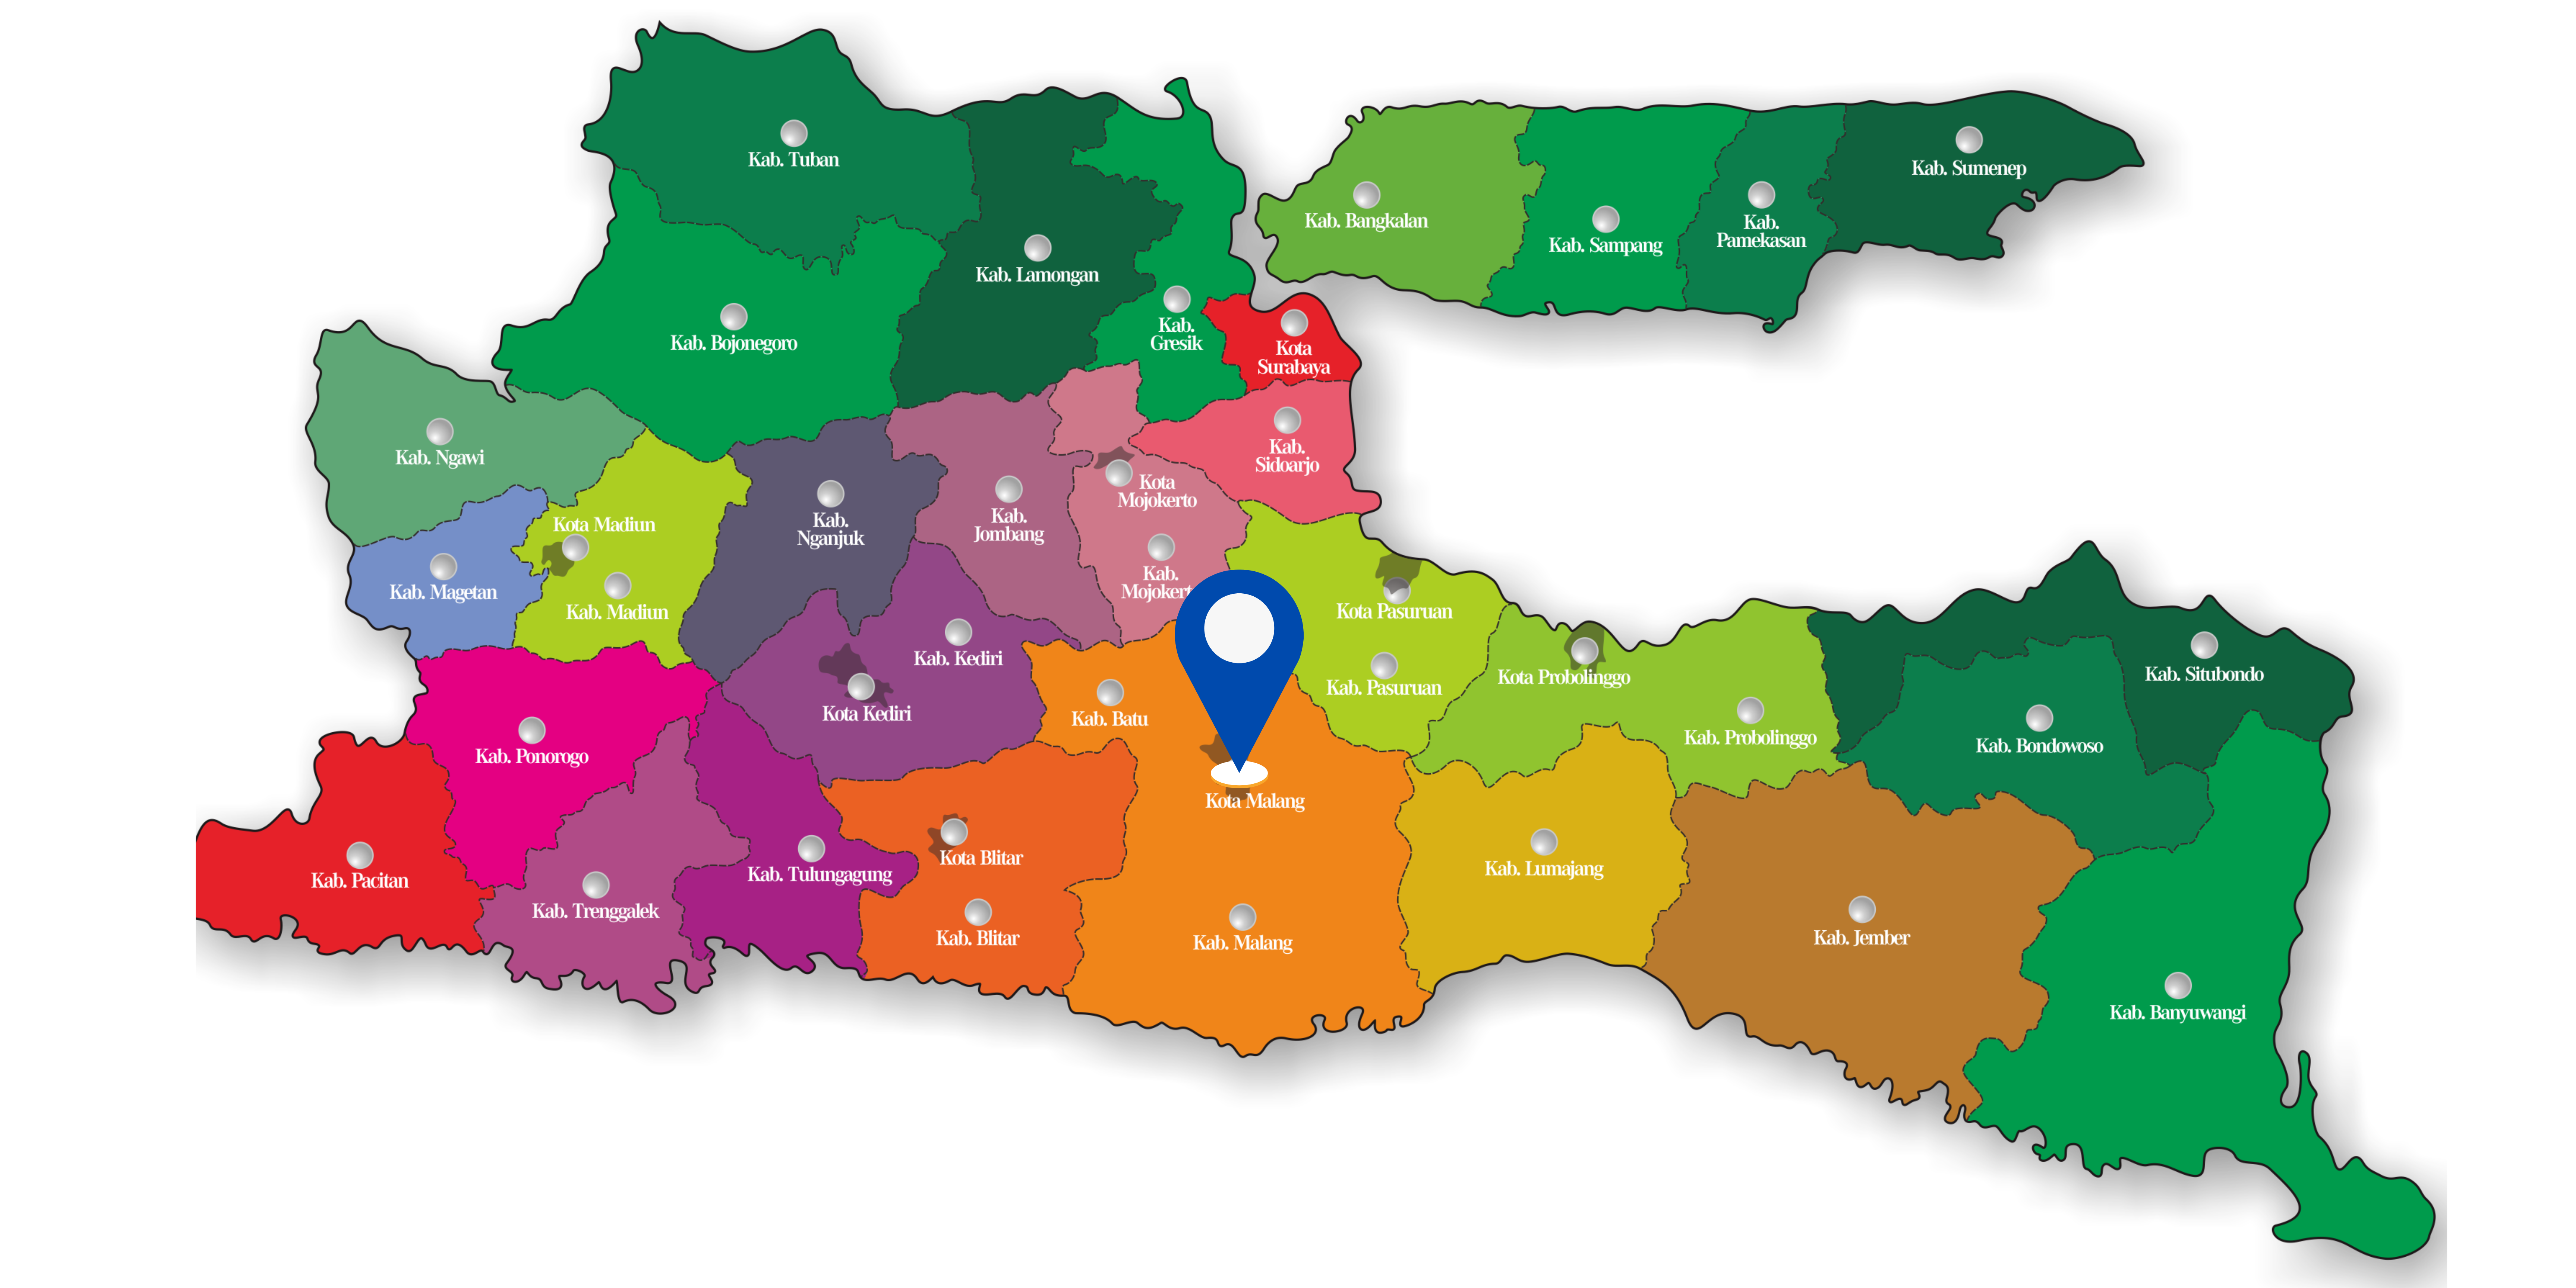 Kab. Tuban
Kab. Sumenep
Kab. Bangkalan
Kab. Sampang
Kab.
Pamekasan
Kab. Lamongan
Kab. Bojonegoro
Kab.
Gresik
Kota
Surabaya
Kab. Ngawi
Kab.
Sidoarjo
Kota
Mojokerto
Kota Madiun
Kab.
Nganjuk
Kab.
Jombang
Kab. Magetan
Kab. Madiun
Kab.
Mojokert
Kota Pasuruan
Kab. Kediri
Kab. Pasuruan
Kota Probolinggo
Kab. Situbondo
Kota Kediri
Kab. Batu
Kab. Probolinggo
Kab. Bondowoso
Kab. Ponorogo
Kota Malang
Kota Blitar
Kab. Lumajang
Kab. Tulungagung
Kab. Pacitan
Kab. Trenggalek
Kab. Blitar
Kab. Malang
Kab. Jember
Kab. Banyuwangi